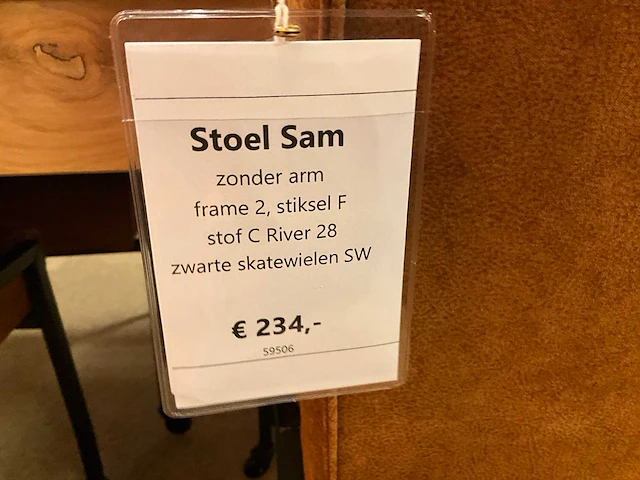 Stoel Sam
zonder arm
frame 2, stiksel F
stof C River 28
zwarte skatewielen SW
€ 234,-
59506